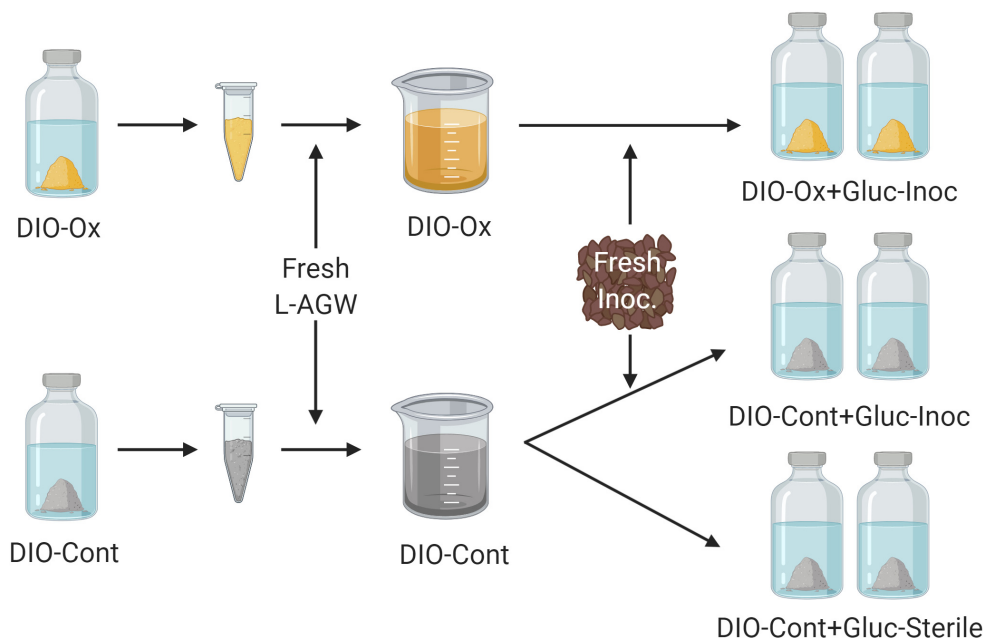 DIO-Ox
DIO-Ox
DIO-Ox+Gluc-Inoc
Fresh
L-AGW
Fresh
Inoc.
DIO-Cont+Gluc-Inoc
DIO-Cont
DIO-Cont
DIO-Cont+Gluc-Sterile